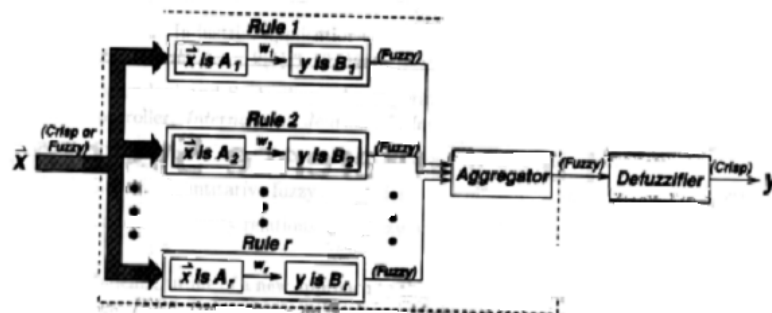 Rule 1
x⃗ is A₁ w₁ y is B₁ (Fuzzy)
(Crisp or Fuzzy)
x⃗
Rule 2
x⃗ is A₂ w₂ y is B₂ (Fuzzy)
Aggregator (Fuzzy) Defuzzifier (Crisp) y
Rule r
x⃗ is Aᵣ wᵣ y is Bᵣ (Fuzzy)